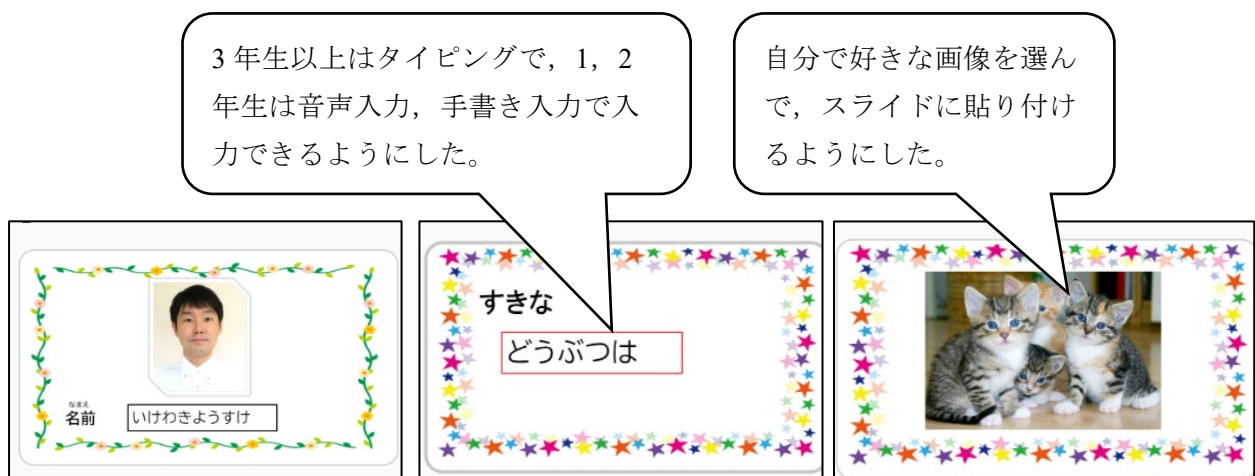 3 年生以上はタイピングで，1，2
年生は音声入力，手書き入力で入
力できるようにした。
自分で好きな画像を選ん
で，スライドに貼り付け
るようにした。
なまえ
名前
いけわきようすけ
すきな
どうぶつは